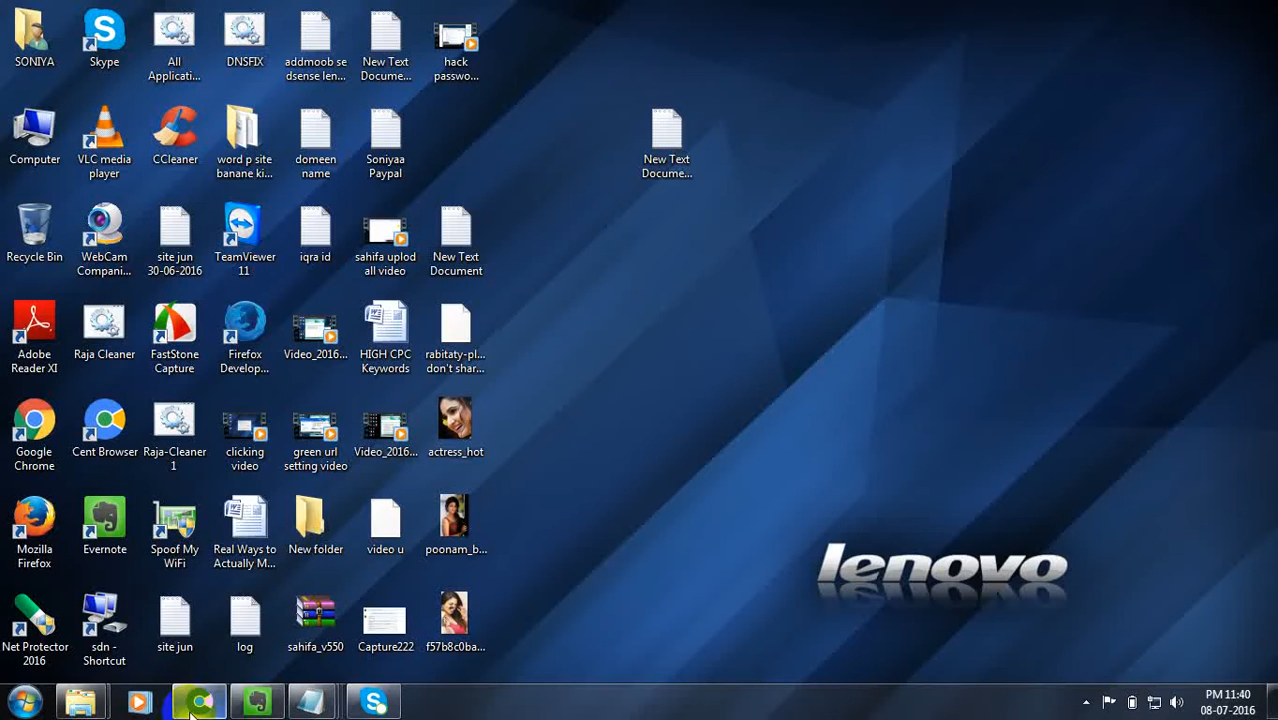 SONIYA
Skype
All
Applicati...
DNSFIX
addmoob se
dsense len...
New Text
Docume...
hack
passwo...
Computer
VLC media
player
CCleaner
word p site
banane ki...
domeen
name
Soniyaa
Paypal
New Text
Docume...
Recycle Bin
WebCam
Compani...
site jun
30-06-2016
TeamViewer
11
iqra id
sahifa uplod
all video
New Text
Document
Adobe
Reader XI
Raja Cleaner
FastStone
Capture
Firefox
Develop...
Video_2016...
HIGH CPC
Keywords
rabitaty-pl...
don't shar...
Google
Chrome
Cent Browser
Raja-Cleaner
1
clicking
video
green url
setting video
Video_2016...
actress_hot
Mozilla
Firefox
Evernote
Spoof My
WiFi
Real Ways to
Actually M...
New folder
video u
poonam_b...
lenovo
Net Protector
2016
sdn -
Shortcut
site jun
log
sahifa_v550
Capture222
f57b8c0ba...
PM 11:40
08-07-2016